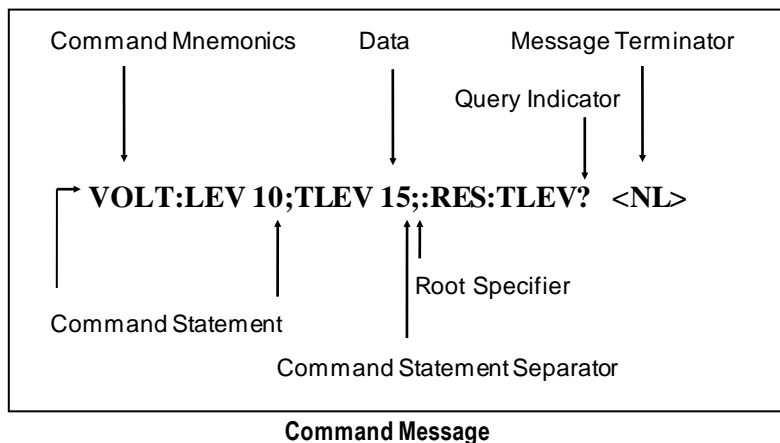 Command Mnemonics Data Message Terminator
Query Indicator
VOLT:LEV 10;TLEV 15;:RES:TLEV? <NL>
Root Specifier
Command Statement
Command Statement Separator
Command Message